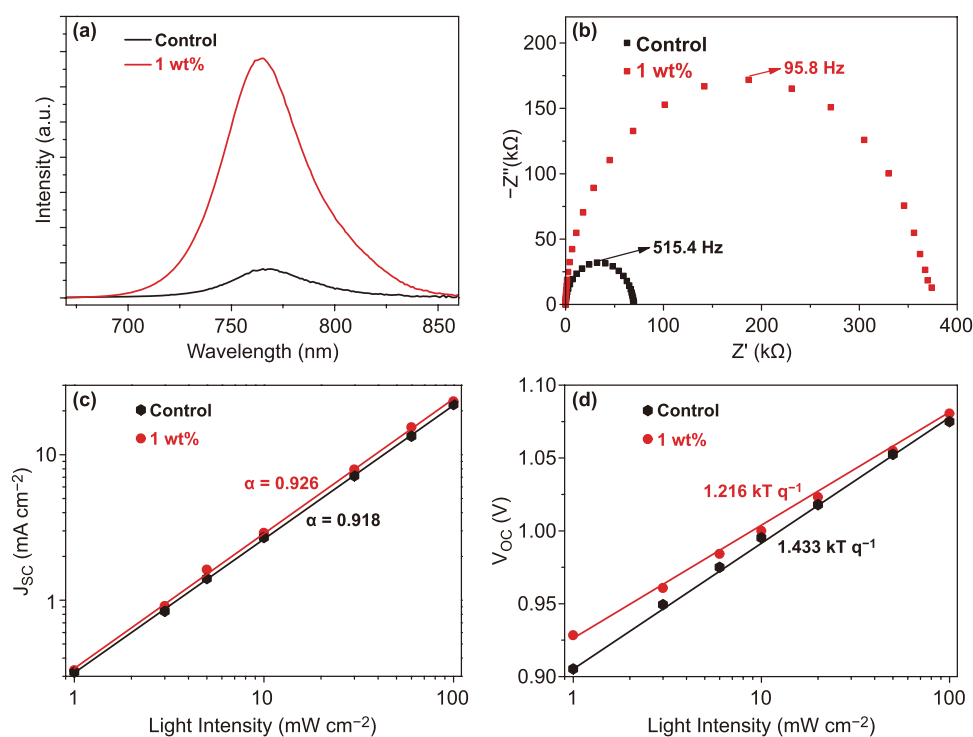 (a)
Control
1 wt%
Intensity (a.u.)
700
750
800
850
Wavelength (nm)
(b)
Control
1 wt%
95.8 Hz
515.4 Hz
−Z"(kΩ)
200
150
100
50
0
0
100
200
300
400
Z' (kΩ)
(c)
Control
1 wt%
α = 0.926
α = 0.918
J_SC (mA cm⁻²)
10
1
1
10
100
Light Intensity (mW cm⁻²)
(d)
Control
1 wt%
1.216 kT q⁻¹
1.433 kT q⁻¹
V_OC (V)
1.10
1.05
1.00
0.95
0.90
1
10
100
Light Intensity (mW cm⁻²)